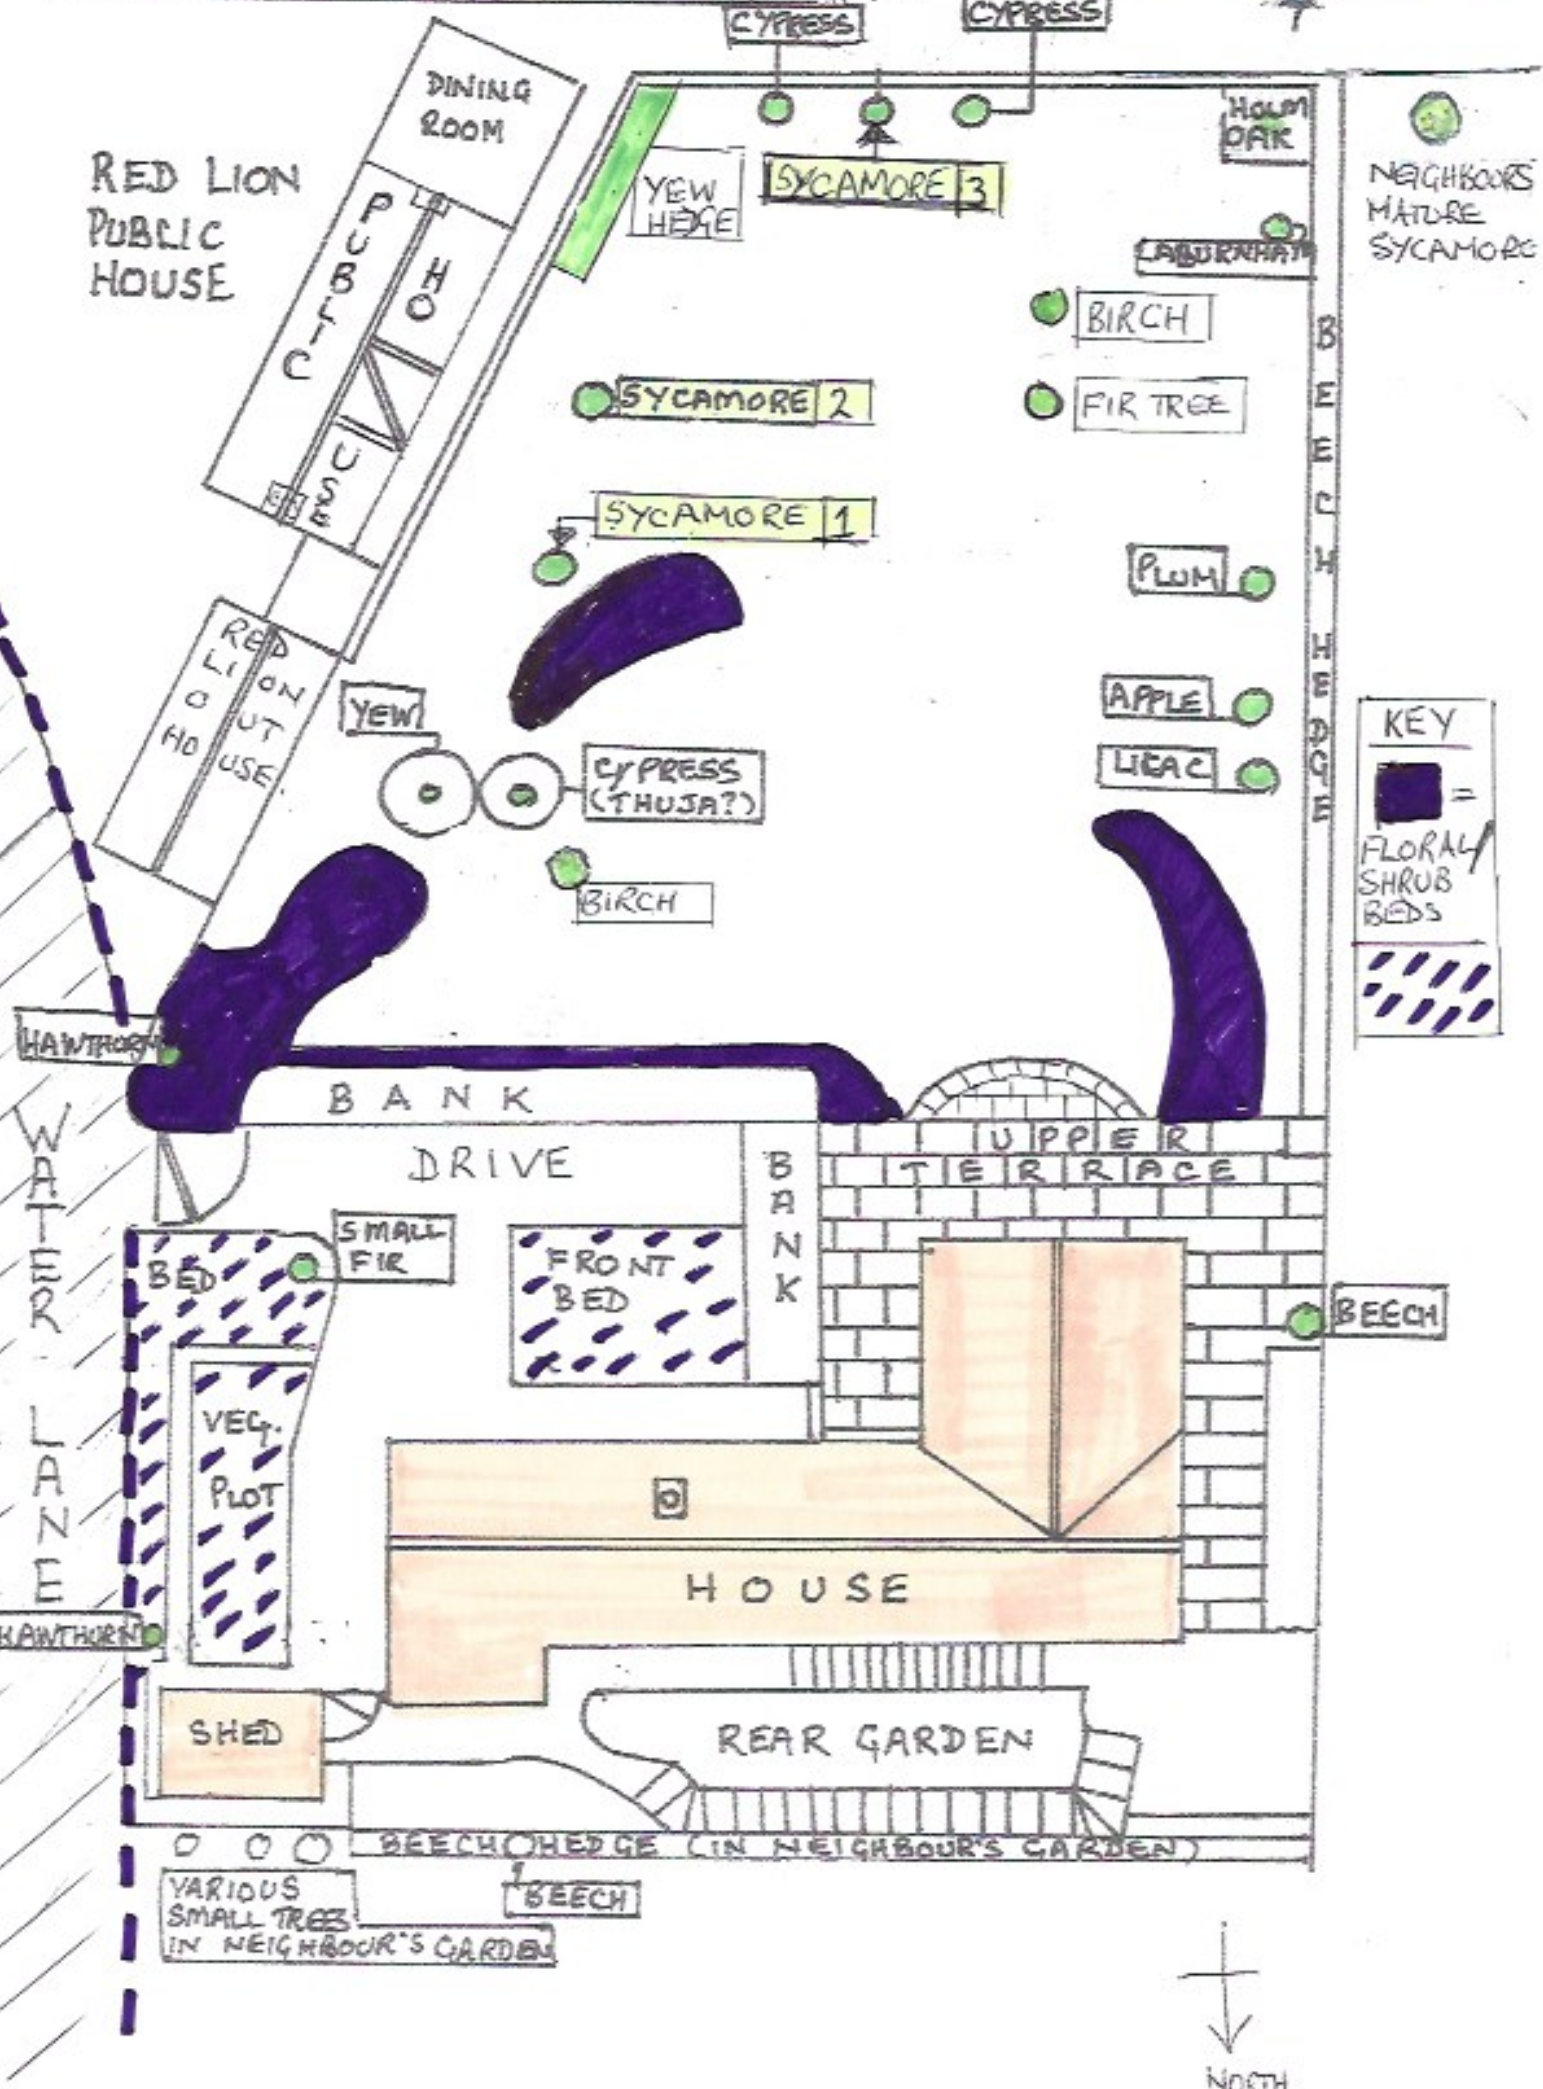 CYPRESS
CYPRESS
DINING
ROOM
RED LION
PUBLIC
HOUSE
PUBLIC
HO
USE
YEW
HEDGE
SYCAMORE 3
HOLM
OAK
NEIGHBOURS
MATURE
SYCAMORE
LABURNHAM
BIRCH
SYCAMORE 2
FIR TREE
SYCAMORE 1
BEECH HEDGE
PLUM
RED LION
OUT
HOUSE
YEW
APPLE
CYPRESS
(THUJA?)
LILAC
KEY
=
FLORAL/
SHRUB
BEDS
BIRCH
HAWTHORN
BANK
UPPER
TERRACE
DRIVE
BANK
WATER LANE
SMALL
FIR
BED
FRONT
BED
BEECH
VEG.
PLOT
HOUSE
HAWTHORN
SHED
REAR GARDEN
BEECH HEDGE (IN NEIGHBOUR'S GARDEN)
VARIOUS
SMALL TREES
IN NEIGHBOUR'S GARDEN
BEECH
NORTH